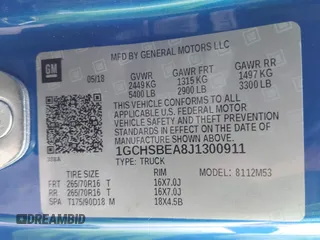 GM
MFD BY GENERAL MOTORS LLC
05/18 GVWR GAWR FRT GAWR RR
2449 KG 1315 KG 1497 KG
5400 LB 2900 LB 3300 LB
THIS VEHICLE CONFORMS TO ALL APPLICABLE U.S. FEDERAL MOTOR VEHICLE SAFETY, BUMPER, AND THEFT PREVENTION STANDARDS IN EFFECT ON THE DATE OF MANUFACTURE SHOWN ABOVE.
1GCHSBEA8J1300911
TYPE: TRUCK
TIRE SIZE RIM MODEL: 8112M53
FRT 265/70R16 T 16X7.0J
RR 265/70R16 T 16X7.0J
SPA T175/90D18 M 18X4.5B
DREAMBID
DREAMBID.COM